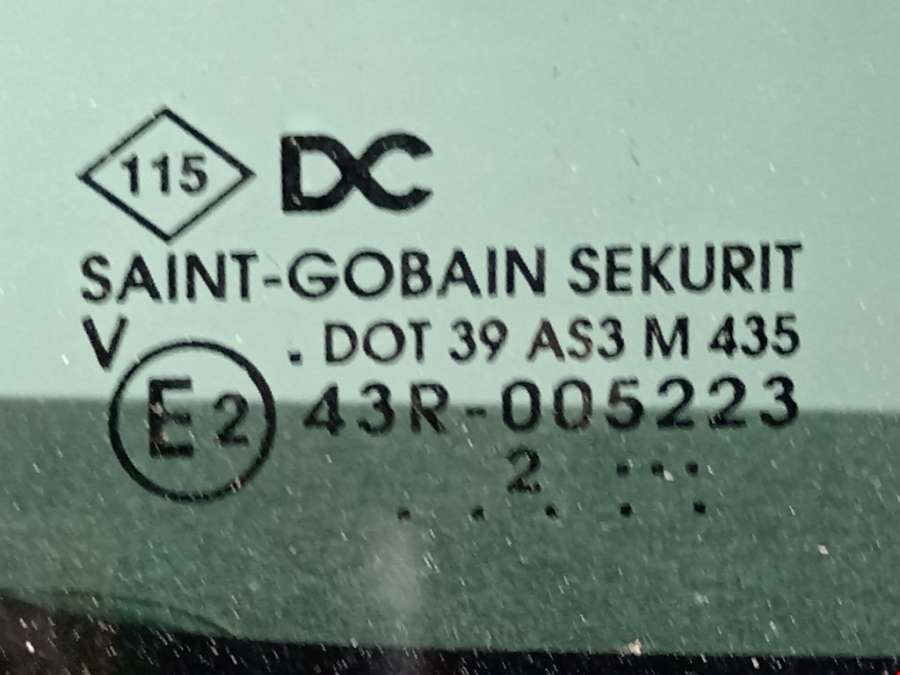 115 DC
SAINT-GOBAIN SEKURIT
V . DOT 39 AS3 M 435
E2 43R-005223
2 ..:.:
. . . . .